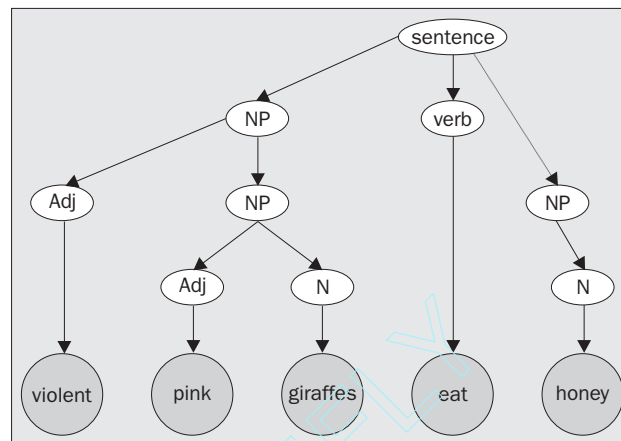 sentence
NP verb
Adj NP NP
Adj N N
violent pink giraffes eat honey